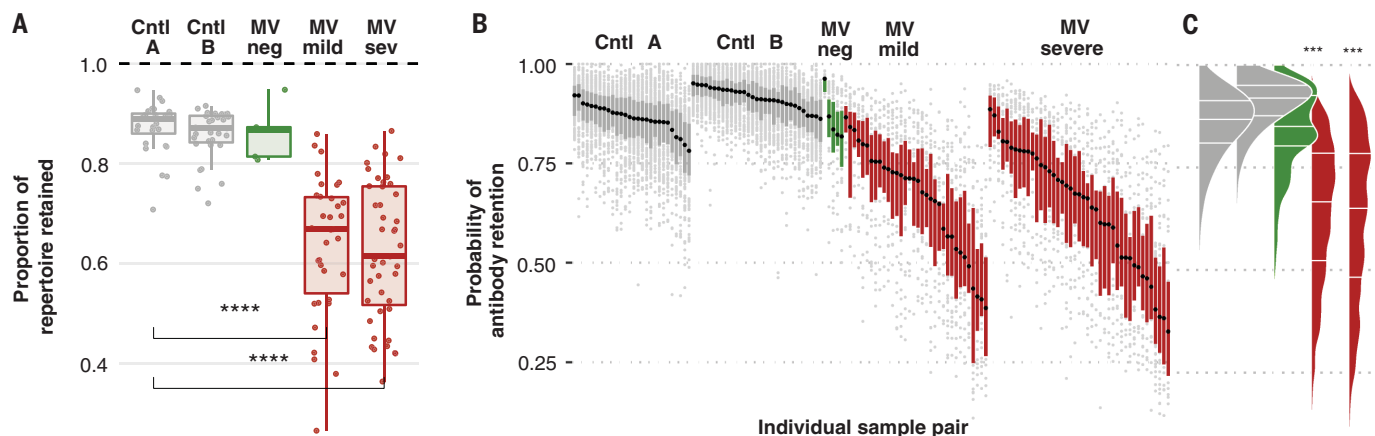 A
Cntl A
Cntl B
MV neg
MV mild
MV sev
Proportion of
repertoire retained
1.0
0.8
0.6
0.4
****
****
B
Cntl A
Cntl B
MV neg
MV mild
MV severe
Probability of
antibody retention
1.00
0.75
0.50
0.25
Individual sample pair
C
*** ***